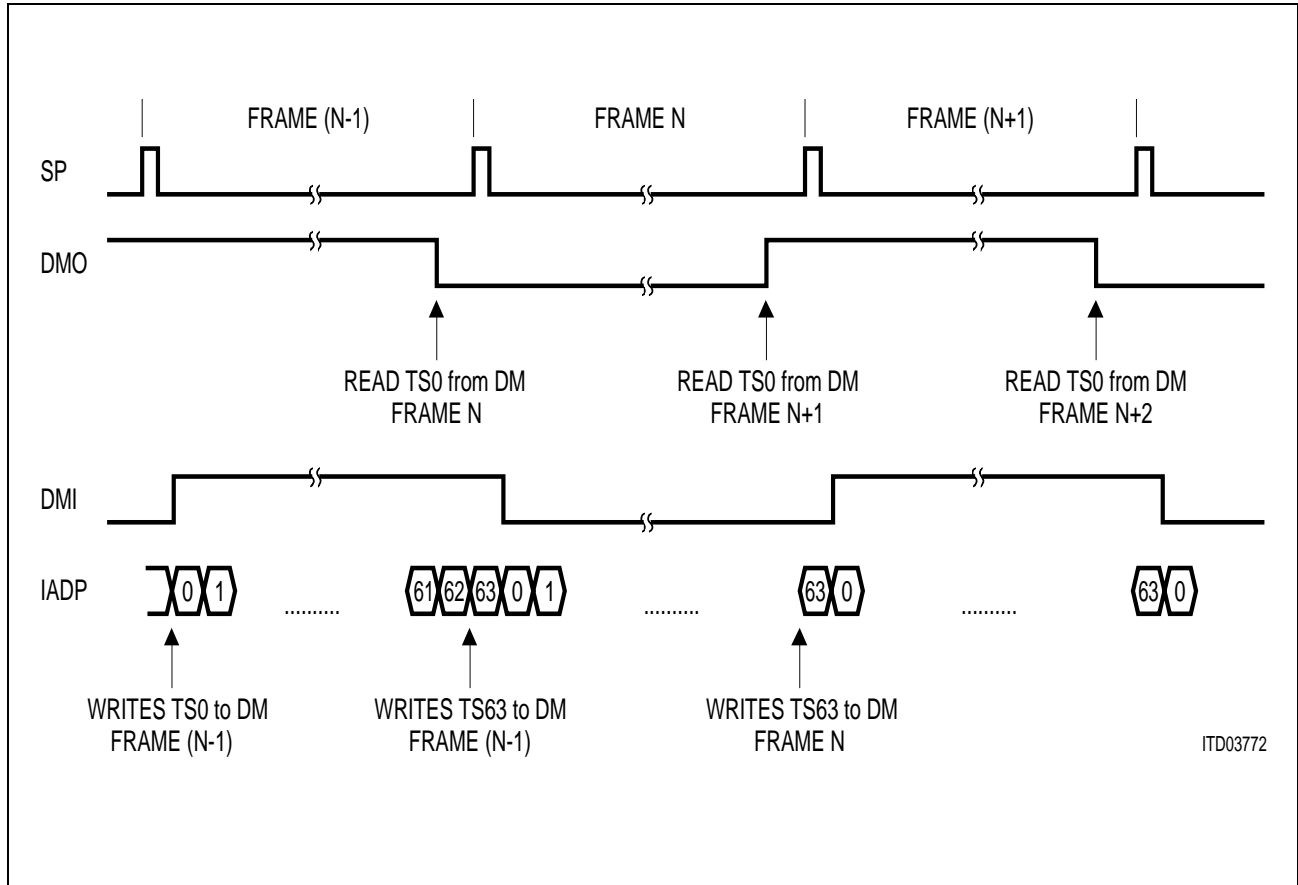 FRAME (N-1) FRAME N FRAME (N+1)
SP
DMO
READ TS0 from DM READ TS0 from DM READ TS0 from DM
FRAME N FRAME N+1 FRAME N+2
DMI
IADP 0 1 .......... 61 62 63 0 1 .......... 63 0 .......... 63 0
WRITES TS0 to DM WRITES TS63 to DM WRITES TS63 to DM
FRAME (N-1) FRAME (N-1) FRAME N
ITD03772